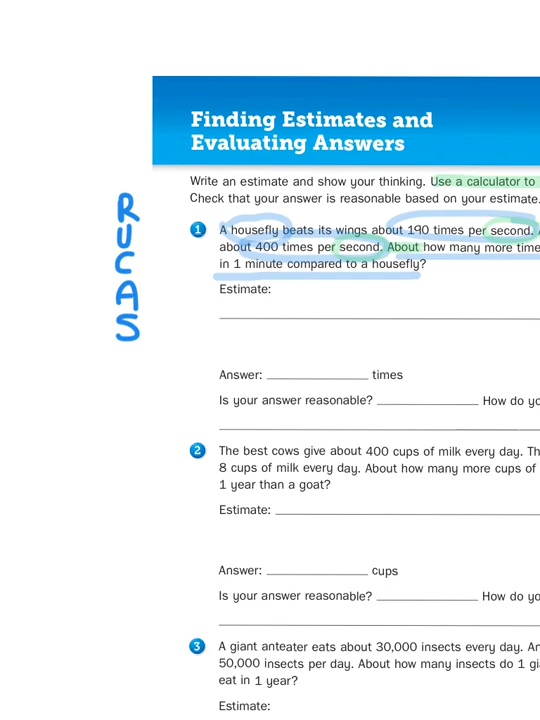 Finding Estimates and
Evaluating Answers
Write an estimate and show your thinking. Use a calculator to
Check that your answer is reasonable based on your estimate.
R
U
C
A
S
1 A housefly beats its wings about 190 times per second.
about 400 times per second. About how many more time
in 1 minute compared to a housefly?
Estimate:
Answer: ______________ times
Is your answer reasonable? ______________ How do yo
2 The best cows give about 400 cups of milk every day. Th
8 cups of milk every day. About how many more cups of
1 year than a goat?
Estimate:
Answer: ______________ cups
Is your answer reasonable? ______________ How do yo
3 A giant anteater eats about 30,000 insects every day. An
50,000 insects per day. About how many insects do 1 gi
eat in 1 year?
Estimate: